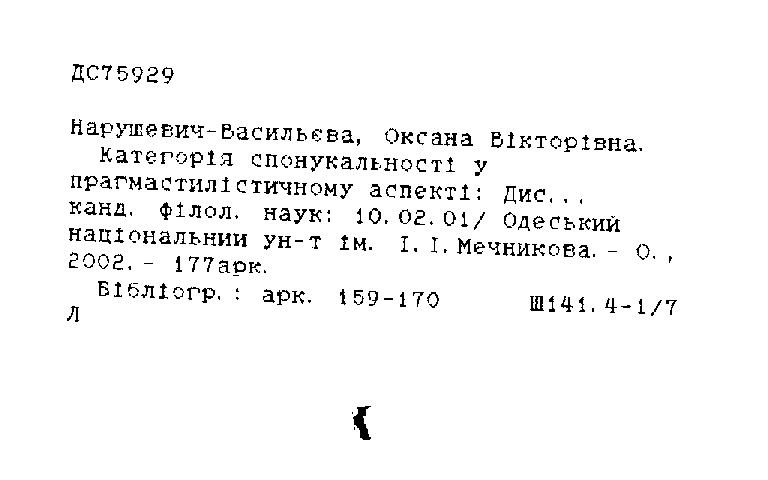 ДС75929
Нарушевич-Васильєва, Оксана Вікторівна.
Категорія спонукальності у
прагмастилістичному аспекті: Дис...
канд. філол. наук: 10.02.01/ Одеський
національний ун-т ім. І.І.Мечникова.- О.,
2002.- 177арк.
Бібліогр.: арк. 159-170 Ш141.4-1/7
Л